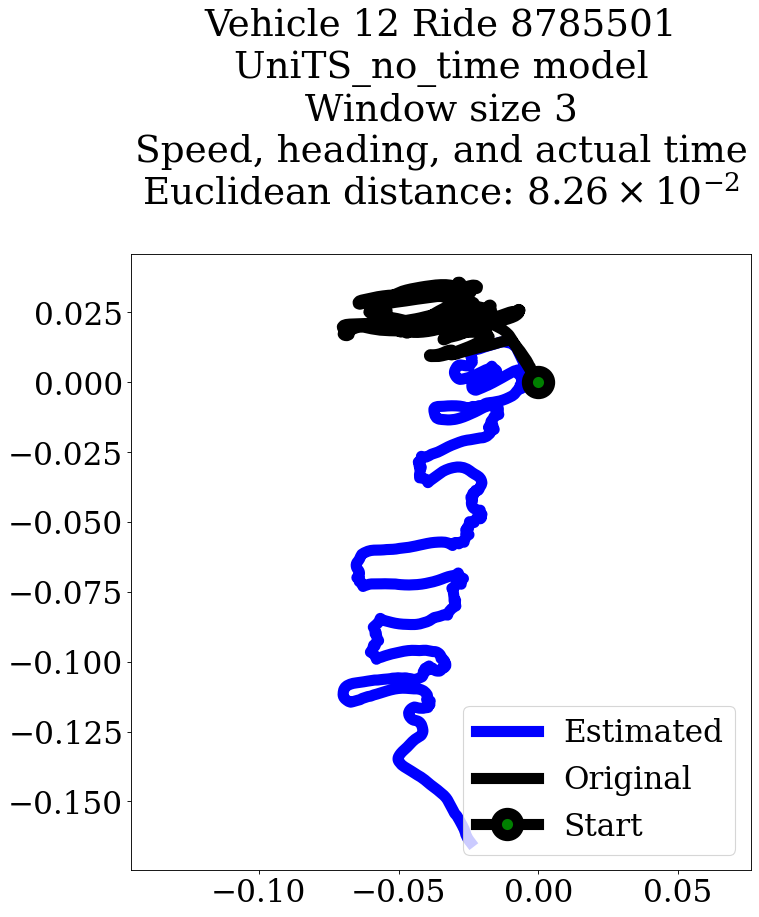 Vehicle 12 Ride 8785501
UniTS_no_time model
Window size 3
Speed, heading, and actual time
Euclidean distance: 8.26 × 10⁻²
0.025
0.000
−0.025
−0.050
−0.075
−0.100
−0.125
−0.150
Estimated
Original
Start
−0.10 −0.05 0.00 0.05